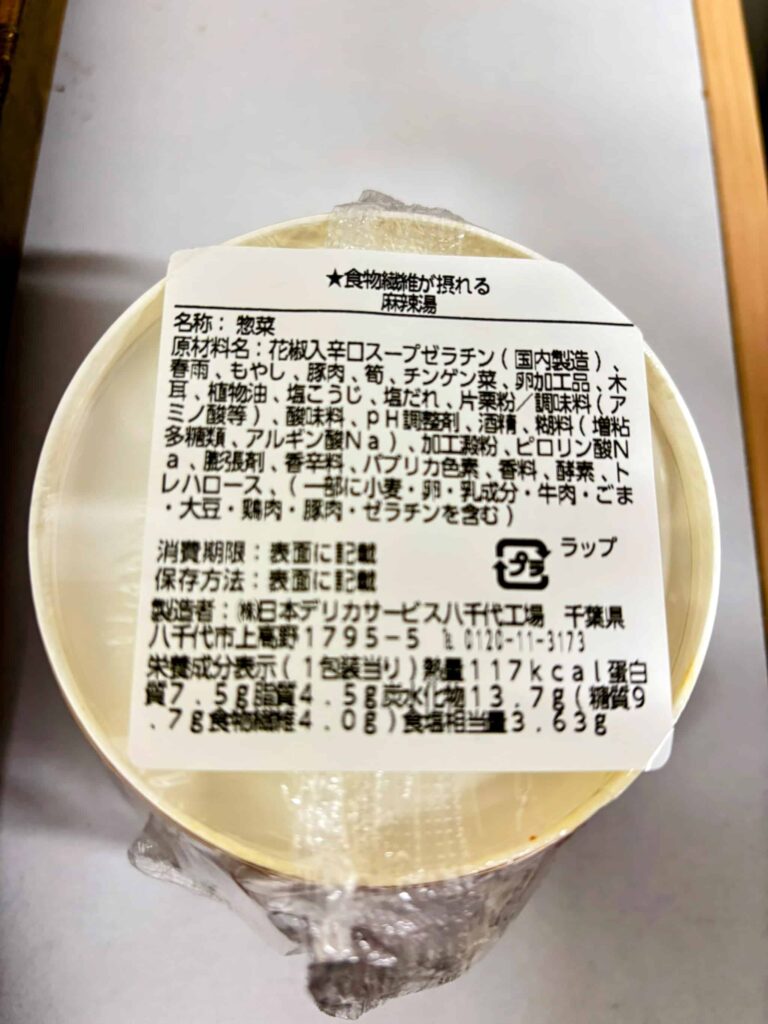 ★食物繊維が摂れる
麻辣湯
名称：惣菜
原材料名：花椒入辛口スープゼラチン(国内製造)、
春雨、もやし、豚肉、筍、チンゲン菜、卵加工品、木
耳、植物油、塩こうじ、塩だれ、片栗粉／調味料(ア
ミノ酸等)、酸味料、pH調整剤、酒精、糊料(増粘
多糖類、アルギン酸Na)、加工澱粉、ピロリン酸N
a、膨張剤、香辛料、パプリカ色素、香料、酵素、ト
レハロース、(一部に小麦・卵・乳成分・牛肉・ごま
・大豆・鶏肉・豚肉・ゼラチンを含む)
消費期限：表面に記載
プラ ラップ
保存方法：表面に記載
製造者：㈱日本デリカサービス八千代工場 千葉県
八千代市上高野1795-5 ℡0120-11-3173
栄養成分表示(1包装当り)熱量117kcal蛋白
質7.5g脂質4.5g炭水化物13.7g(糖質9
.7g食物繊維4.0g)食塩相当量3.63g